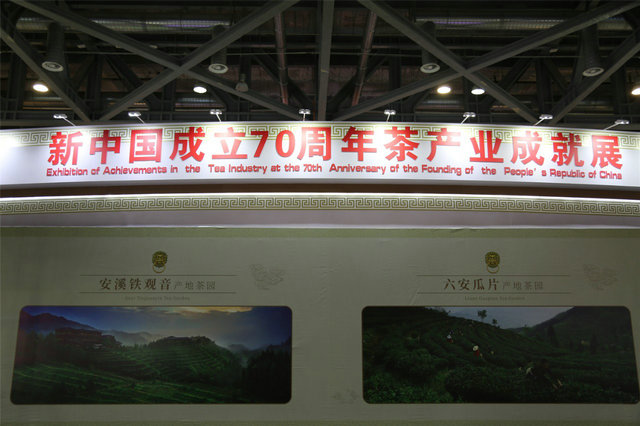 新中国成立70周年茶产业成就展
Exhibition of Achievements in the Tea Industry at the 70th Anniversary of the Founding of the People's Republic of China
安溪铁观音产地茶园
六安瓜片产地茶园